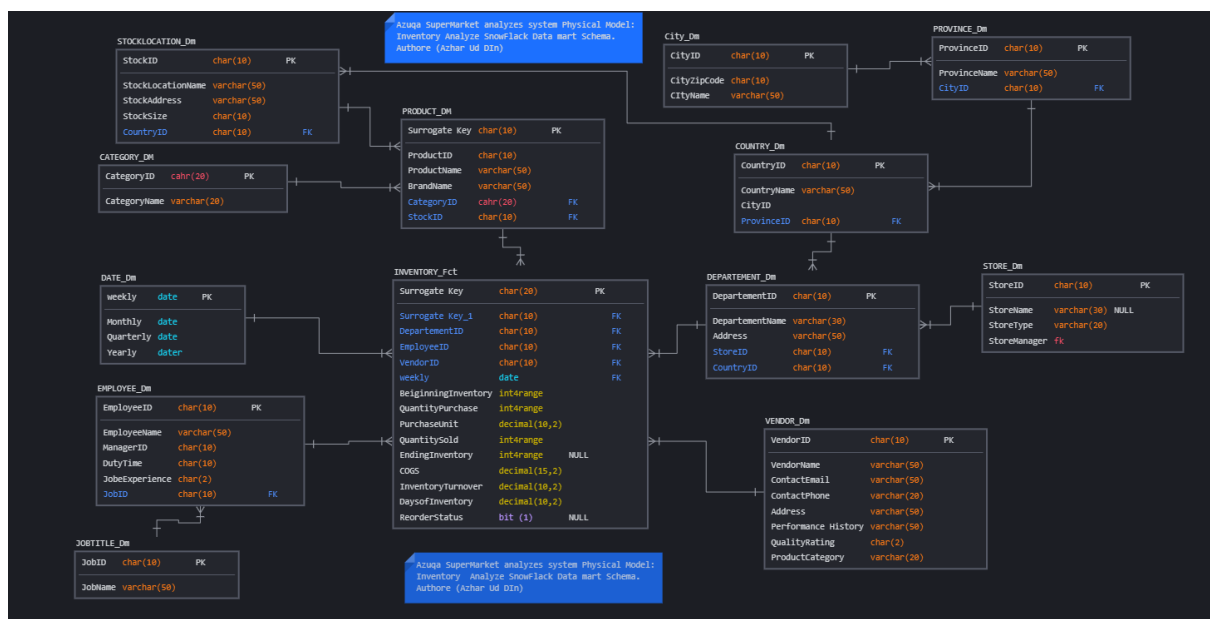 Azuqa SuperMarket analyzes system Physical Model:
Inventory Analyze SnowFlack Data mart Schema.
Authore (Azhar Ud DIn)
STOCKLOCATION_Dm
StockID char(10) PK
StockLocationName varchar(50)
StockAddress varchar(50)
StockSize char(10)
CountryID char(10) FK
City_Dm
CityID char(10) PK
CityZipCode char(10)
CItyName varchar(50)
PROVINCE_Dm
ProvinceID char(10) PK
ProvinceName varchar(50)
CityID char(10) FK
PRODUCT_DM
Surrogate Key char(10) PK
ProductID char(10)
ProductName varchar(50)
BrandName varchar(50)
CategoryID cahr(20) FK
StockID char(10) FK
CATEGORY_DM
CategoryID cahr(20) PK
CategoryName varchar(20)
COUNTRY_Dm
CountryID char(10) PK
CountryName varchar(50)
CityID
ProvinceID char(10) FK
DATE_Dm
weekly date PK
Monthly date
Quarterly date
Yearly dater
INVENTORY_Fct
Surrogate Key char(20) PK
Surrogate Key_1 char(10) FK
DepartementID char(10) FK
EmployeeID char(10) FK
VendorID char(10) FK
weekly date FK
BeiginningInventory int4range
QuantityPurchase int4range
PurchaseUnit decimal(10,2)
QuantitySold int4range
EndingInventory int4range NULL
COGS decimal(15,2)
InventoryTurnover decimal(10,2)
DaysofInventory decimal(10,2)
ReorderStatus bit (1) NULL
DEPARTEMENT_Dm
DepartementID char(10) PK
DepartmentName varchar(30)
Address varchar(50)
StoreID char(10) FK
CountryID char(10) FK
STORE_Dm
StoreID char(10) PK
StoreName varchar(30) NULL
StoreType varchar(20)
StoreManager fk
EMPLOYEE_Dm
EmployeeID char(10) PK
EmployeeName varchar(50)
ManagerID char(10)
DutyTime char(10)
JobeExperience char(2)
JobID char(10) FK
VENDOR_Dm
VendorID char(10) PK
VendorName varchar(50)
ContactEmail varchar(50)
ContactPhone varchar(20)
Address varchar(50)
Performance History varchar(50)
QualityRating char(2)
ProductCategory varchar(20)
JOBTITLE_Dm
JobID char(10) PK
JobName varchar(50)
Azuqa SuperMarket analyzes system Physical Model:
Inventory Analyze SnowFlack Data mart Schema.
Authore (Azhar Ud DIn)